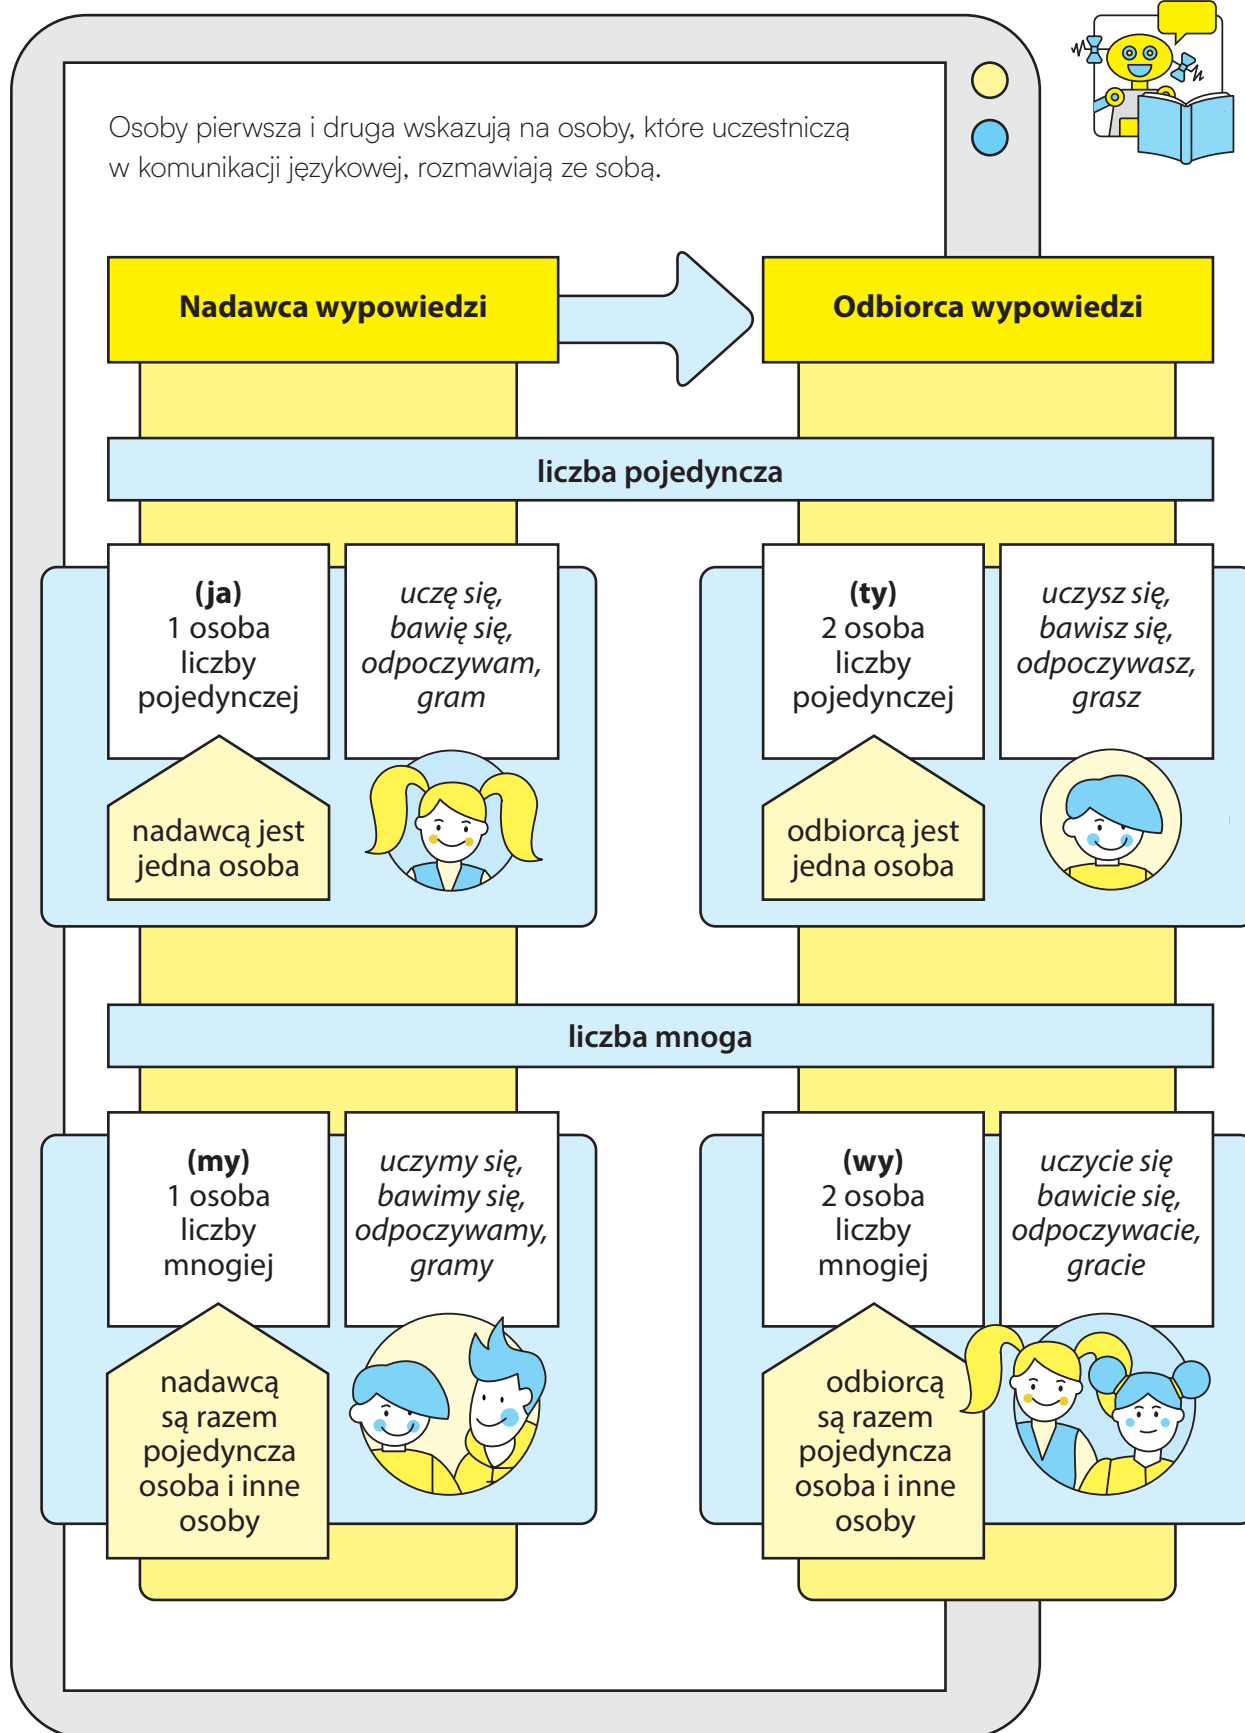 Osoby pierwsza i druga wskazują na osoby, które uczestniczą
w komunikacji językowej, rozmawiają ze sobą.
Nadawca wypowiedzi
Odbiorca wypowiedzi
liczba pojedyncza
(ja)
1 osoba
liczby
pojedynczej
uczę się,
bawię się,
odpoczywam,
gram
nadawcą jest
jedna osoba
(ty)
2 osoba
liczby
pojedynczej
uczysz się,
bawisz się,
odpoczywasz,
grasz
odbiorcą jest
jedna osoba
liczba mnoga
(my)
1 osoba
liczby
mnogiej
uczymy się,
bawimy się,
odpoczywamy,
gramy
nadawcą
są razem
pojedyncza
osoba i inne
osoby
(wy)
2 osoba
liczby
mnogiej
uczycie się
bawicie się,
odpoczywacie,
gracie
odbiorcą
są razem
pojedyncza
osoba i inne
osoby